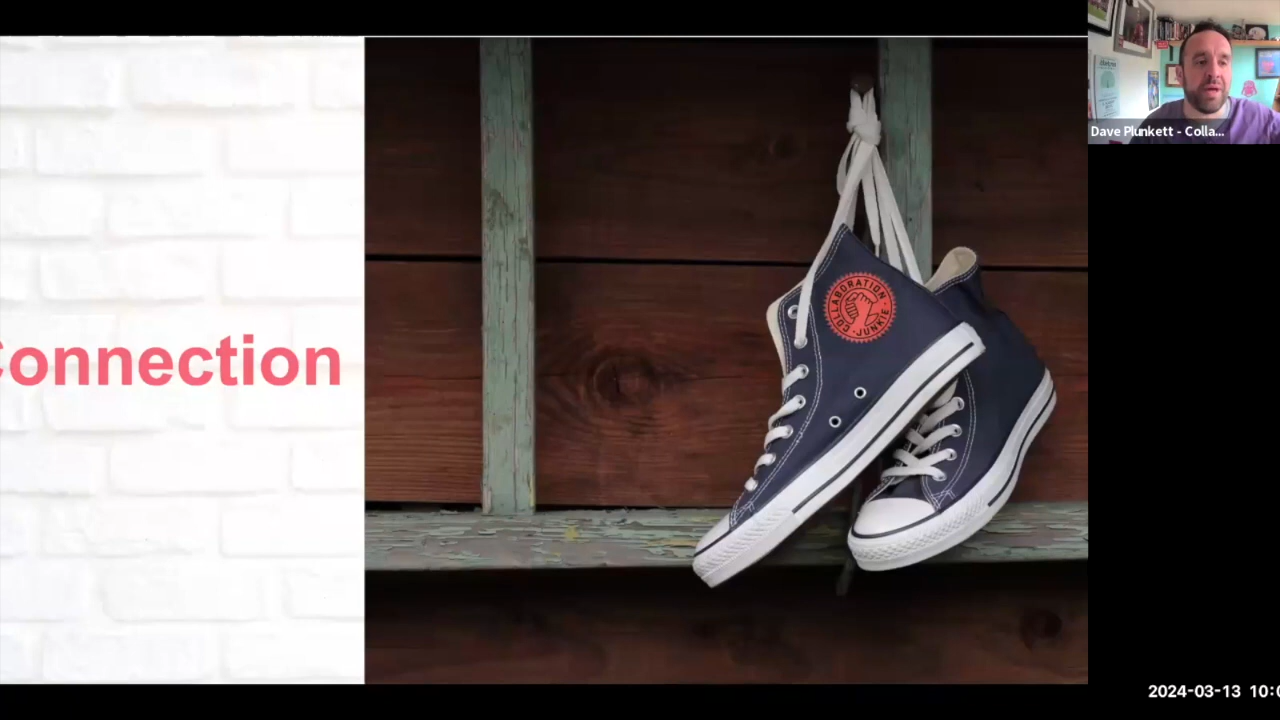 Connection
COLLABORATION
JUNKIE
Dave Plunkett - Colla...
2024-03-13 10:0